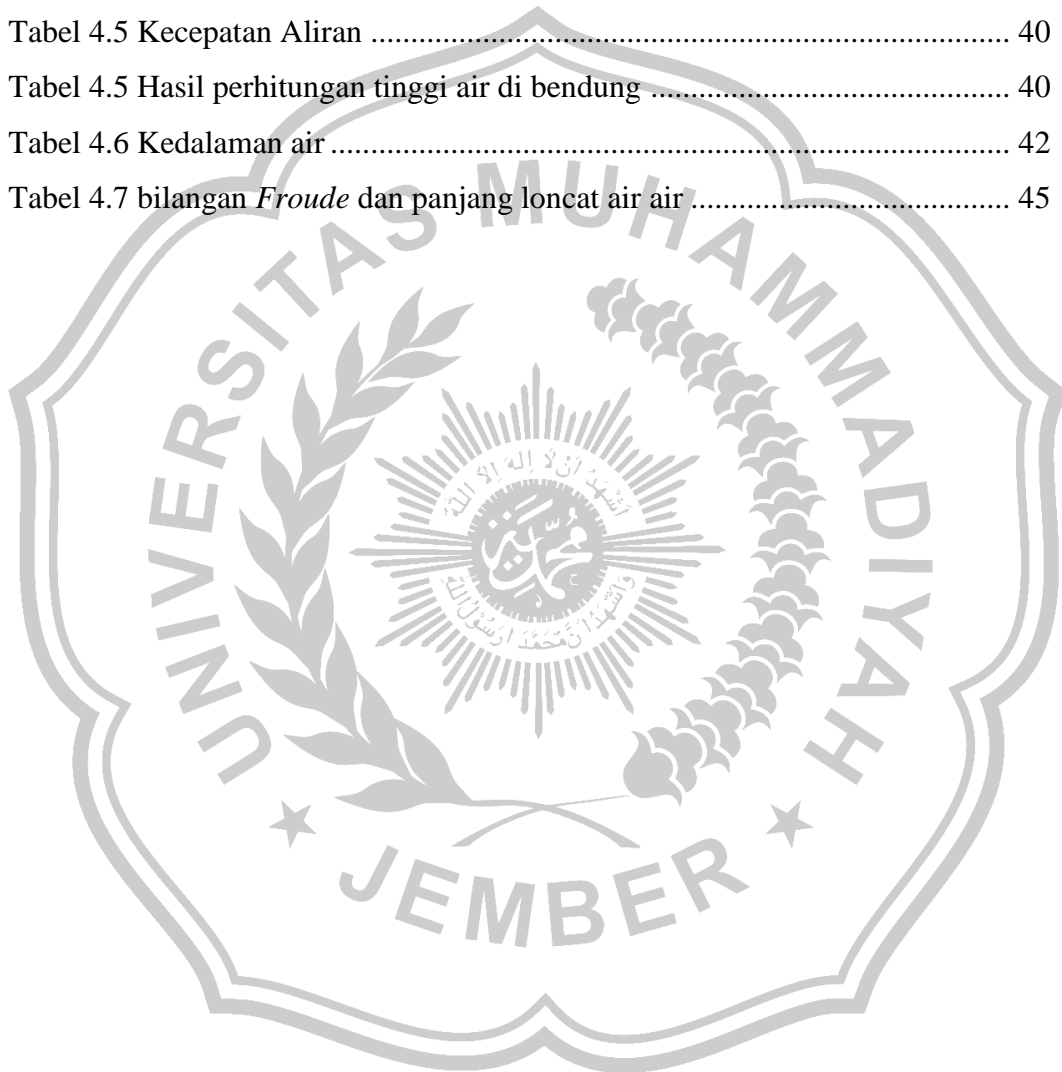 Tabel 4.5 Kecepatan Aliran ................................................................................. 40
Tabel 4.5 Hasil perhitungan tinggi air di bendung .............................................. 40
Tabel 4.6 Kedalaman air ...................................................................................... 42
Tabel 4.7 bilangan Froude dan panjang loncat air air ......................................... 45
UNIVERSITAS MUHAMMADIYAH
JEMBER